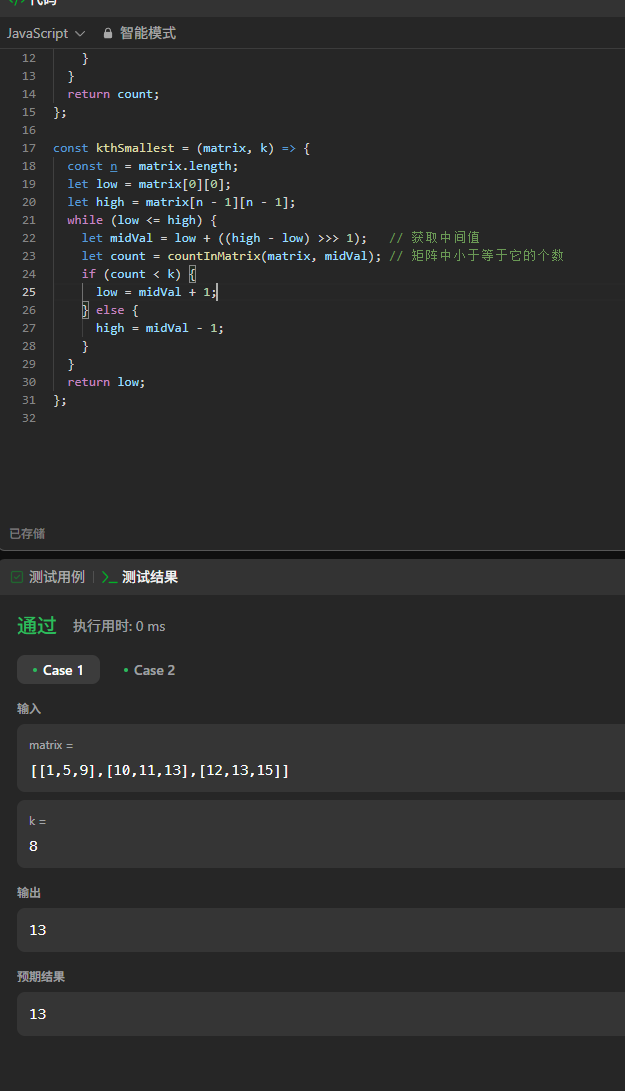 </> 代码
JavaScript 智能模式
12 }
13 }
14 return count;
15 };
16
17 const kthSmallest = (matrix, k) => {
18 const n = matrix.length;
19 let low = matrix[0][0];
20 let high = matrix[n - 1][n - 1];
21 while (low <= high) {
22 let midVal = low + ((high - low) >>> 1); // 获取中间值
23 let count = countInMatrix(matrix, midVal); // 矩阵中小于等于它的个数
24 if (count < k) {
25 low = midVal + 1;
26 } else {
27 high = midVal - 1;
28 }
29 }
30 return low;
31 };
32
已存储
测试用例 | >_ 测试结果
通过 执行用时: 0 ms
• Case 1 • Case 2
输入
matrix =
[[1,5,9],[10,11,13],[12,13,15]]
k =
8
输出
13
预期结果
13